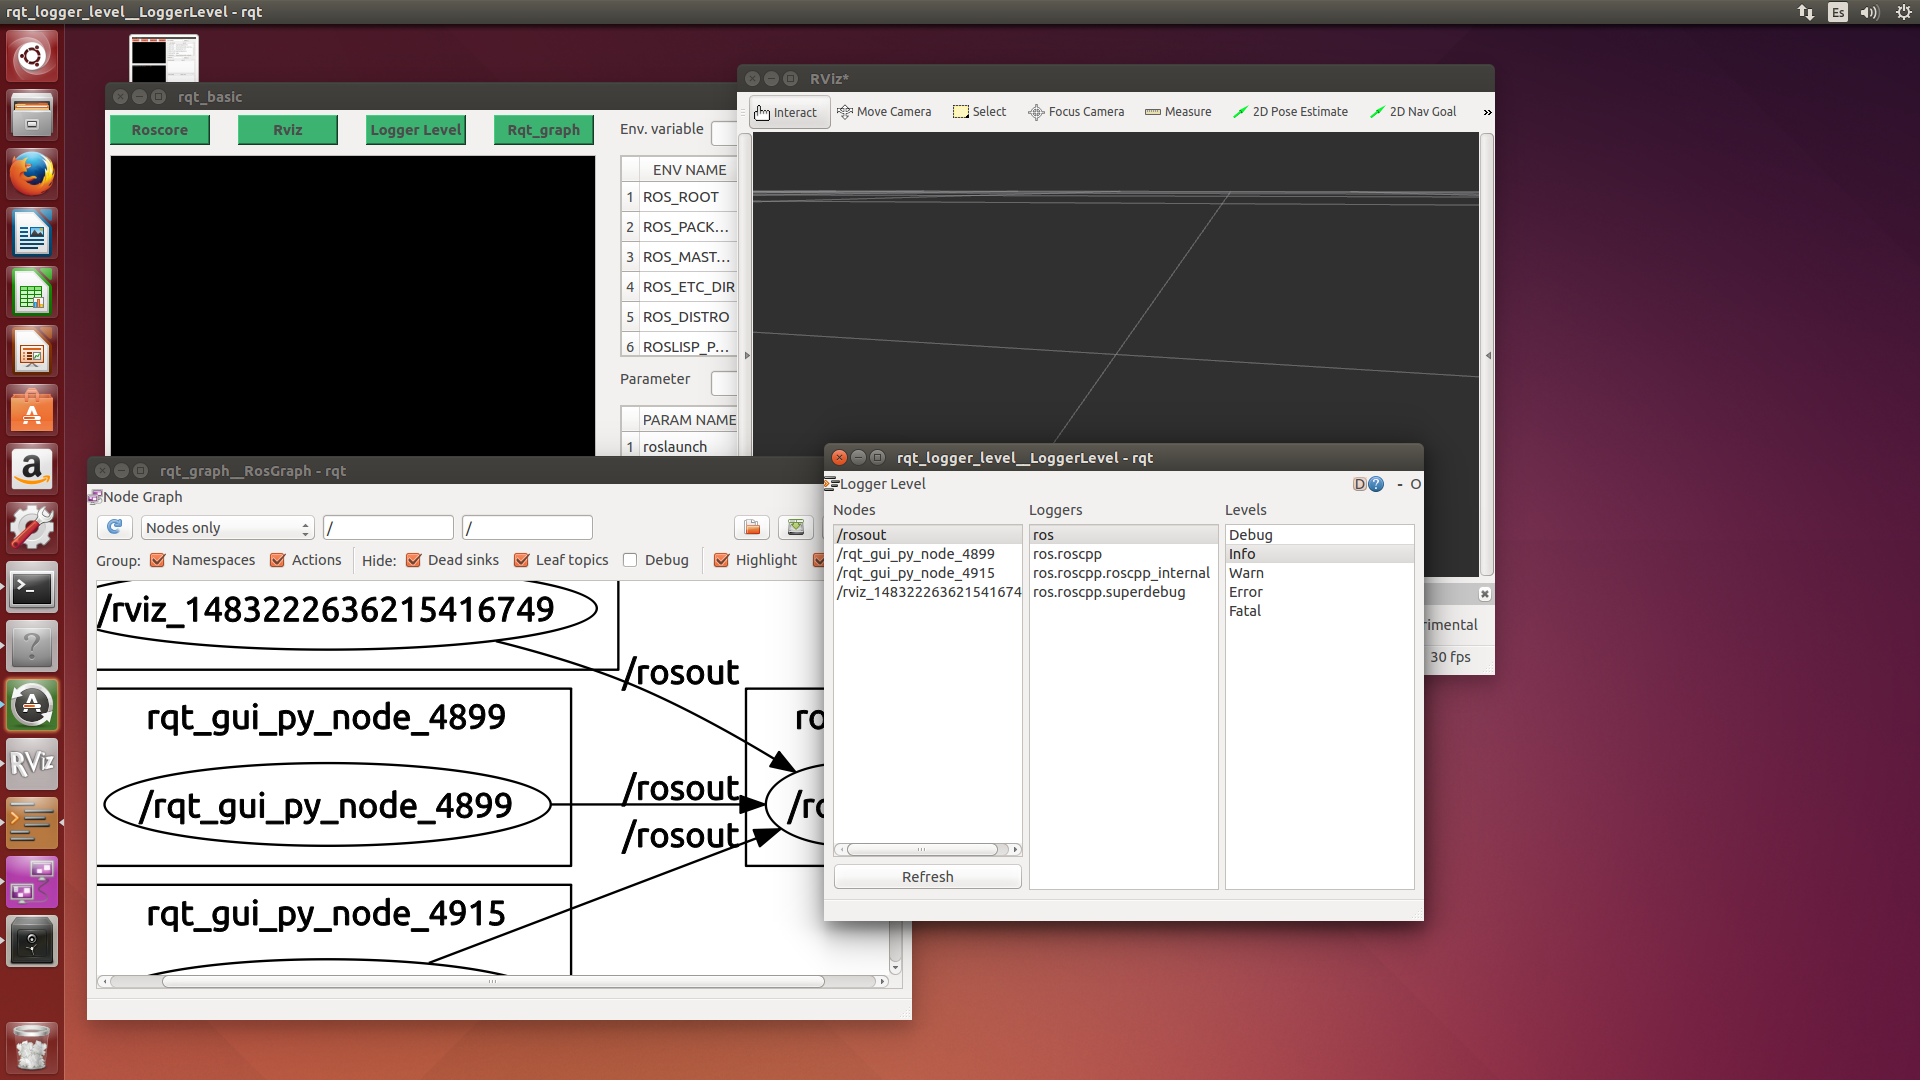 rqt_logger_level__LoggerLevel - rqt
Es
rqt_basic
Roscore
Rviz
Logger Level
Rqt_graph
Env. variable
ENV NAME
1 ROS_ROOT
2 ROS_PACK...
3 ROS_MAST...
4 ROS_ETC_DIR
5 ROS_DISTRO
6 ROSLISP_P...
Parameter
PARAM NAME
1 roslaunch
RViz*
Interact
Move Camera
Select
Focus Camera
Measure
2D Pose Estimate
2D Nav Goal
»
rimental
30 fps
rqt_graph__RosGraph - rqt
Node Graph
Nodes only
/
/
Group:
Namespaces
Actions
Hide:
Dead sinks
Leaf topics
Debug
Highlight
/rviz_1483222636215416749
/rosout
rqt_gui_py_node_4899
ro
/rqt_gui_py_node_4899
/rosout
/ro
/rosout
rqt_gui_py_node_4915
rqt_logger_level__LoggerLevel - rqt
Logger Level
D
?
- O
Nodes
/rosout
/rqt_gui_py_node_4899
/rqt_gui_py_node_4915
/rviz_148322263621541674
Refresh
Loggers
ros
ros.roscpp
ros.roscpp.roscpp_internal
ros.roscpp.superdebug
Levels
Debug
Info
Warn
Error
Fatal
RViz